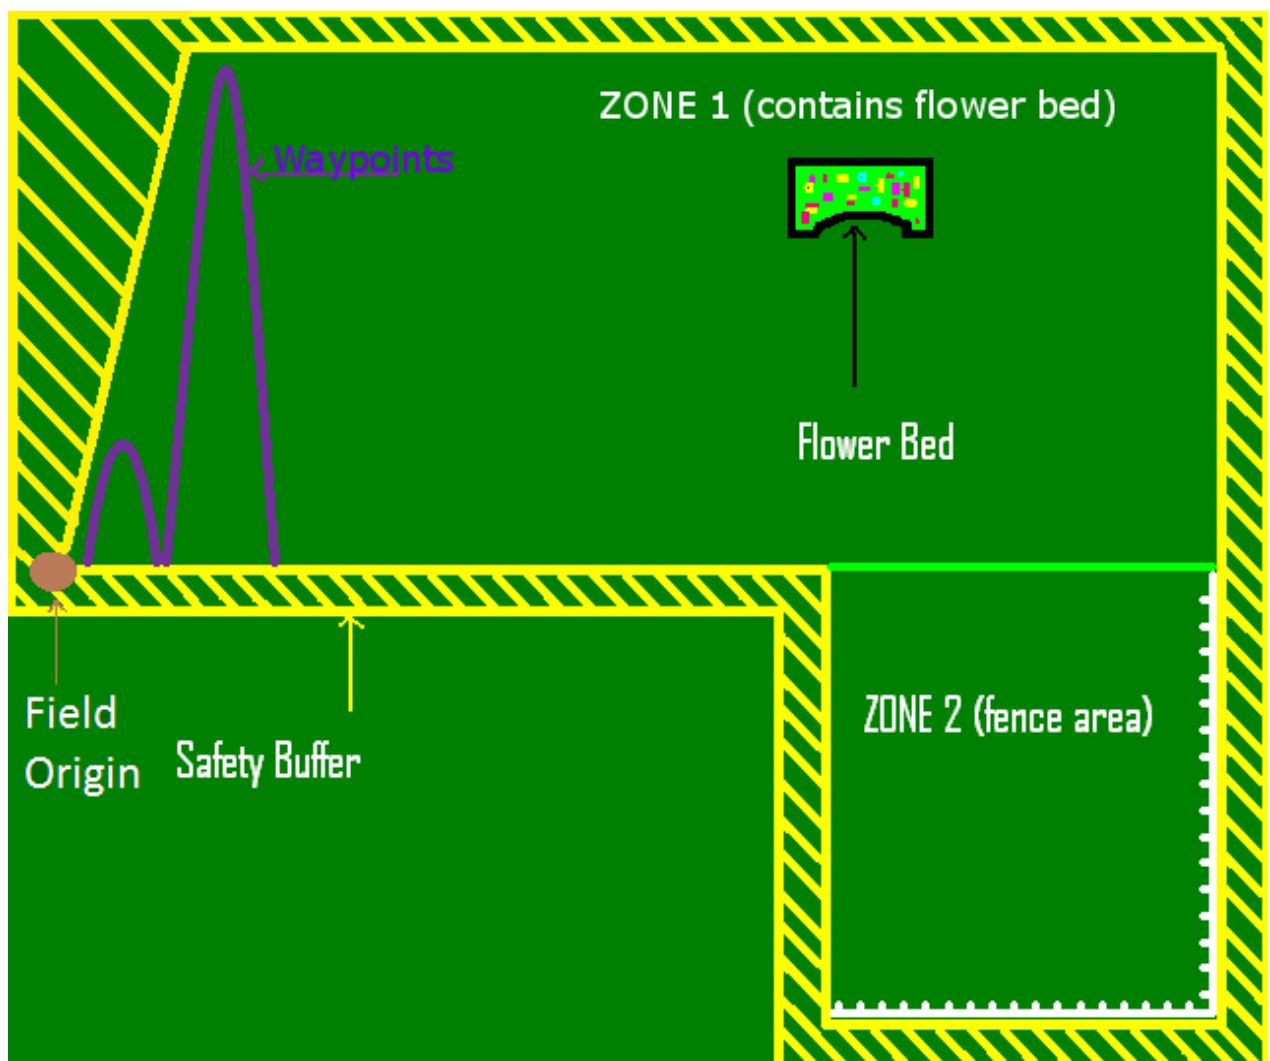 ZONE 1 (contains flower bed)
Waypoints
Flower Bed
Field
Origin
Safety Buffer
ZONE 2 (fence area)